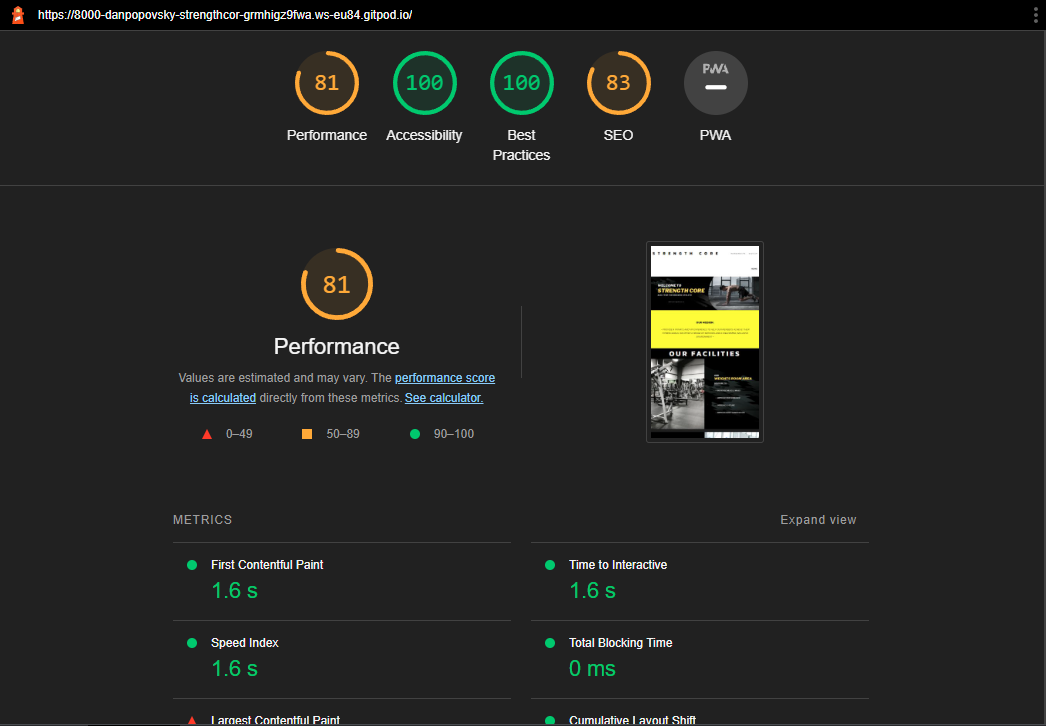 https://8000-danpopovsky-strengthcor-grmhigz9fwa.ws-eu84.gitpod.io/
81
100
100
83
PWA
Performance
Accessibility
Best
Practices
SEO
PWA
81
Performance
Values are estimated and may vary. The performance score
is calculated directly from these metrics. See calculator.
0–49
50–89
90–100
STRENGTH CORE
WELCOME TO
STRENGTH CORE
OUR FACILITIES
METRICS
Expand view
First Contentful Paint
1.6 s
Time to Interactive
1.6 s
Speed Index
1.6 s
Total Blocking Time
0 ms
Largest Contentful Paint
Cumulative Layout Shift